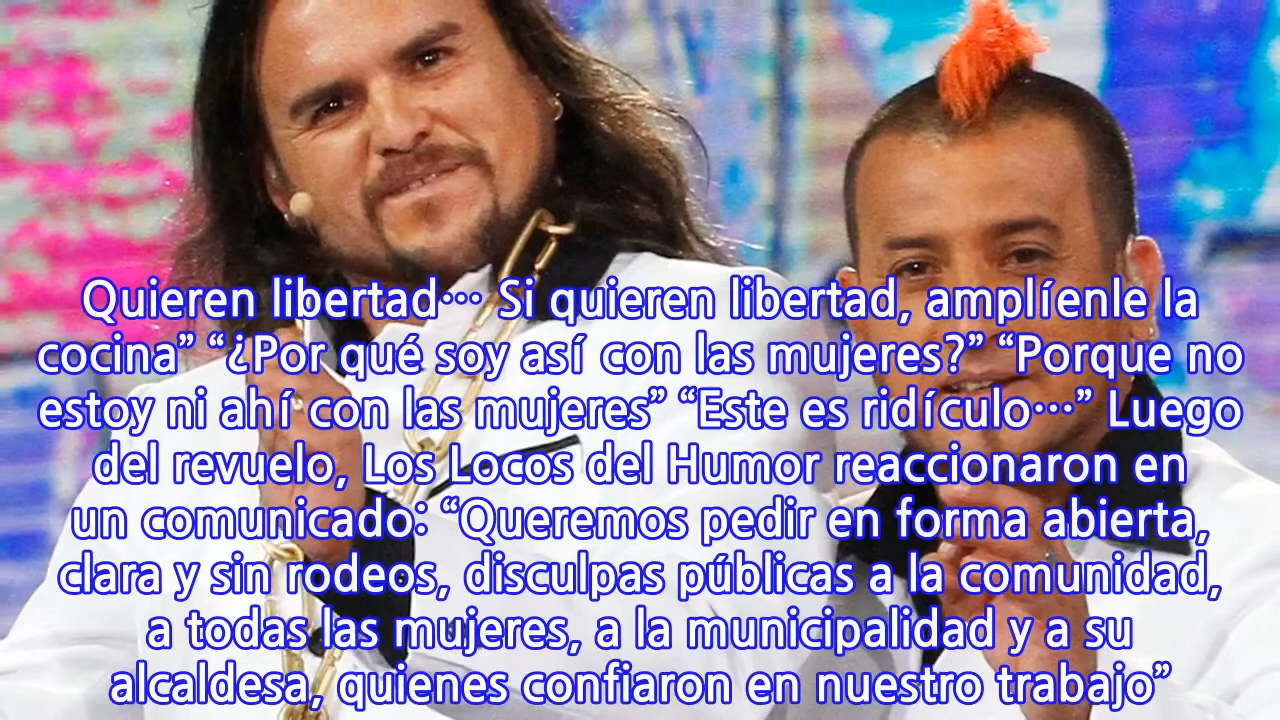 Quieren libertad··· Si quieren libertad, amplíenle la
cocina” “¿Por qué soy así con las mujeres?” “Porque no
estoy ni ahí con las mujeres” “Este es ridículo···” Luego
del revuelo, Los Locos del Humor reaccionaron en
un comunicado: “Queremos pedir en forma abierta,
clara y sin rodeos, disculpas públicas a la comunidad,
a todas las mujeres, a la municipalidad y a su
alcaldesa, quienes confiaron en nuestro trabajo”